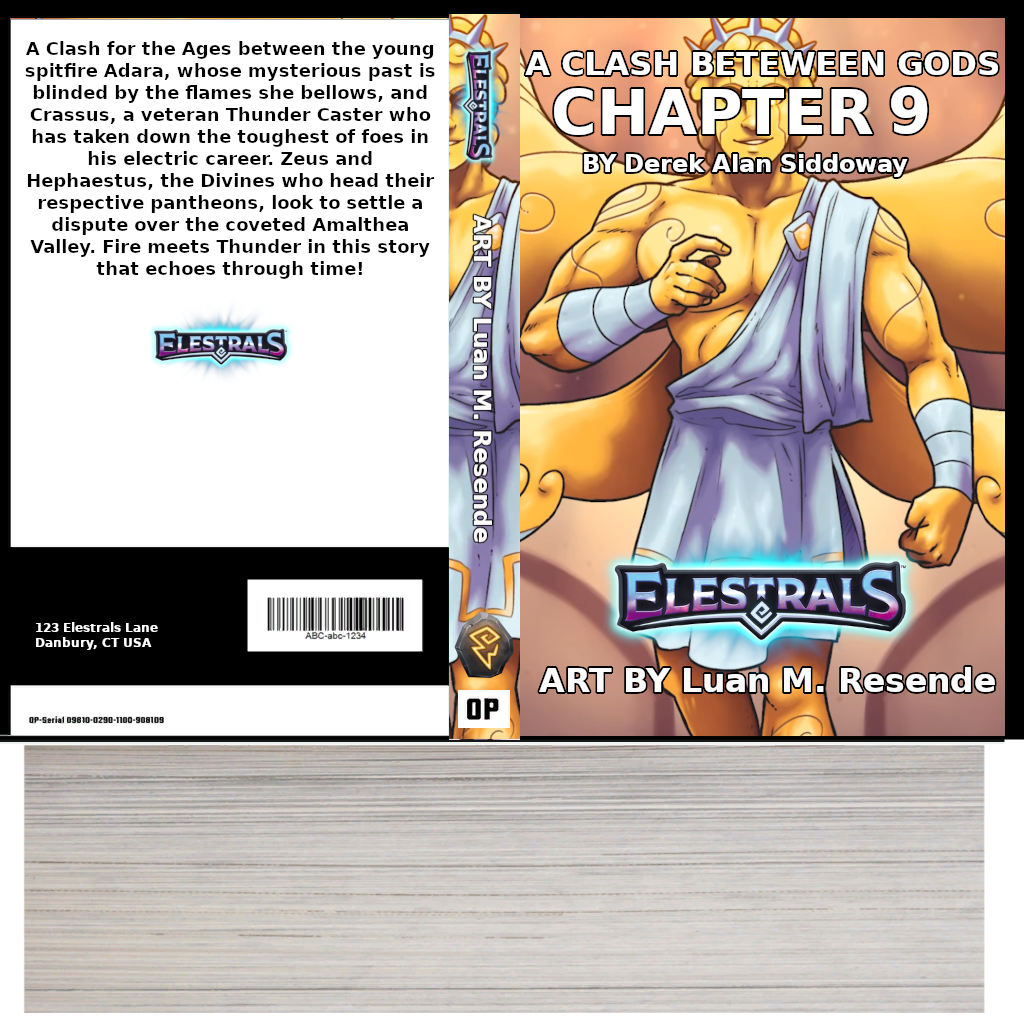 A Clash for the Ages between the young
spitfire Adara, whose mysterious past is
blinded by the flames she bellows, and
Crassus, a veteran Thunder Caster who
has taken down the toughest of foes in
his electric career. Zeus and
Hephaestus, the Divines who head their
respective pantheons, look to settle a
dispute over the coveted Amalthea
Valley. Fire meets Thunder in this story
that echoes through time!
ELESTRALS
123 Elestrals Lane
Danbury, CT USA
ABC-abc-1234
OP-Serial 09810-0290-1100-908109
ELESTRALS
ART BY Luan M. Resende
OP
A CLASH BETEWEEN GODS
CHAPTER 9
BY Derek Alan Siddoway
ELESTRALS™
ART BY Luan M. Resende